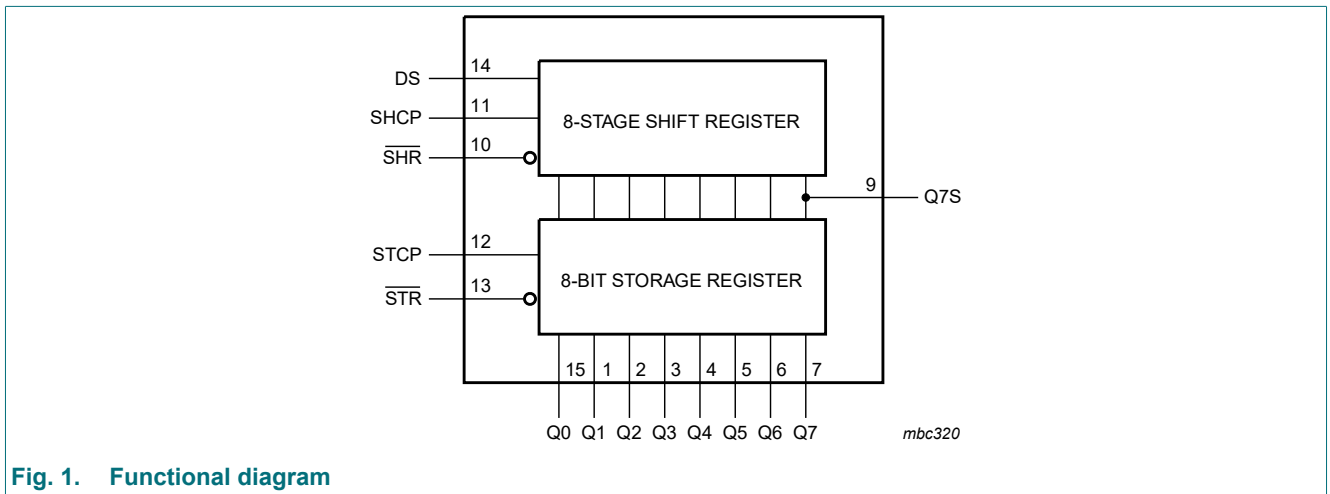 DS 14
SHCP 11
S̅H̅R̅ 10
8-STAGE SHIFT REGISTER
9 Q7S
STCP 12
S̅T̅R̅ 13
8-BIT STORAGE REGISTER
15 1 2 3 4 5 6 7
Q0 Q1 Q2 Q3 Q4 Q5 Q6 Q7
mbc320
Fig. 1. Functional diagram